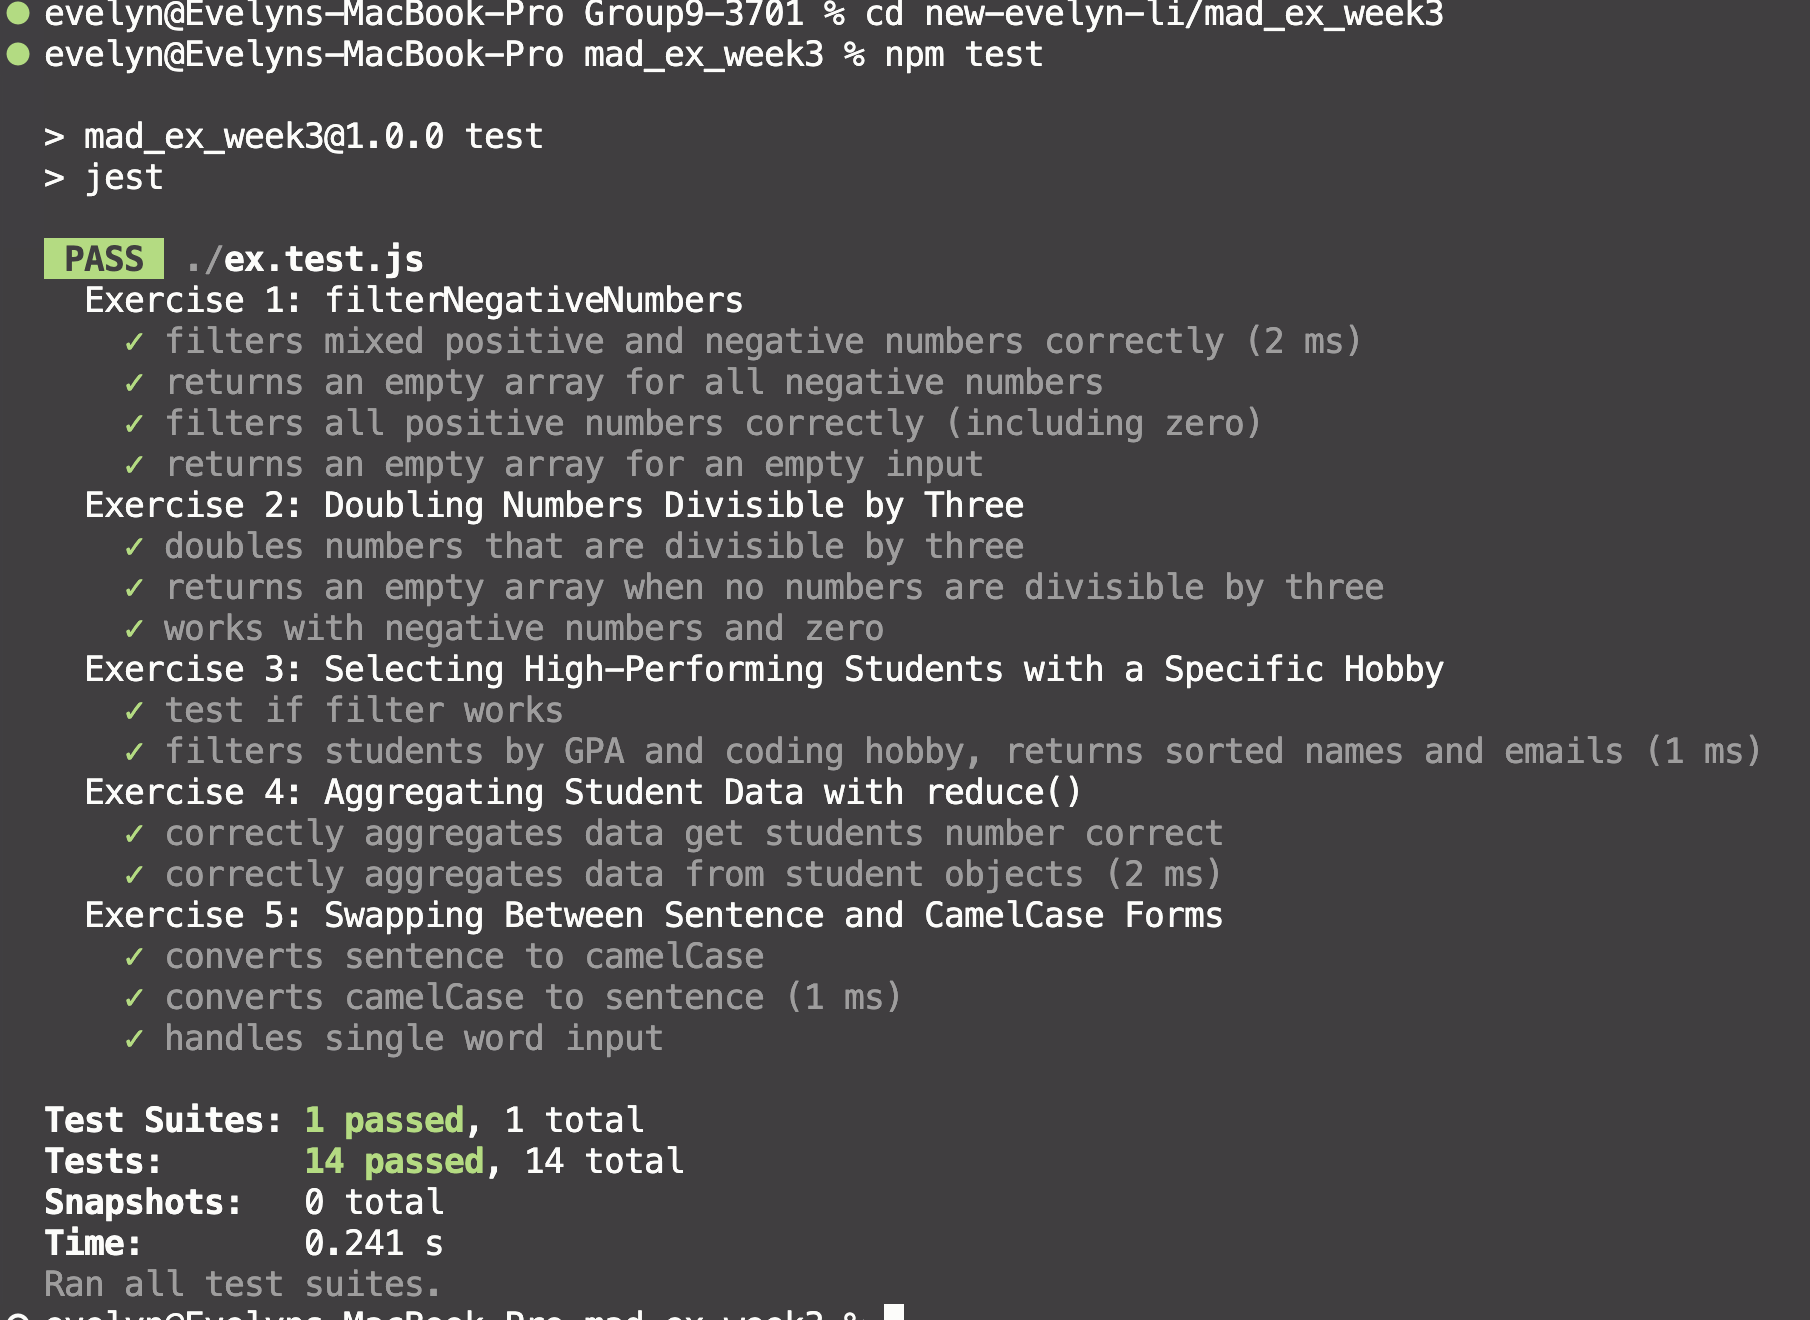 evelyn@Evelyns-MacBook-Pro Group9-3701 % cd new-evelyn-li/mad_ex_week3
evelyn@Evelyns-MacBook-Pro mad_ex_week3 % npm test
> mad_ex_week3@1.0.0 test
> jest
PASS ./ex.test.js
Exercise 1: filterNegativeNumbers
✓ filters mixed positive and negative numbers correctly (2 ms)
✓ returns an empty array for all negative numbers
✓ filters all positive numbers correctly (including zero)
✓ returns an empty array for an empty input
Exercise 2: Doubling Numbers Divisible by Three
✓ doubles numbers that are divisible by three
✓ returns an empty array when no numbers are divisible by three
✓ works with negative numbers and zero
Exercise 3: Selecting High-Performing Students with a Specific Hobby
✓ test if filter works
✓ filters students by GPA and coding hobby, returns sorted names and emails (1 ms)
Exercise 4: Aggregating Student Data with reduce()
✓ correctly aggregates data get students number correct
✓ correctly aggregates data from student objects (2 ms)
Exercise 5: Swapping Between Sentence and CamelCase Forms
✓ converts sentence to camelCase
✓ converts camelCase to sentence (1 ms)
✓ handles single word input
Test Suites: 1 passed, 1 total
Tests: 14 passed, 14 total
Snapshots: 0 total
Time: 0.241 s
Ran all test suites.
evelyn@Evelyns-MacBook-Pro mad_ex_week3 %